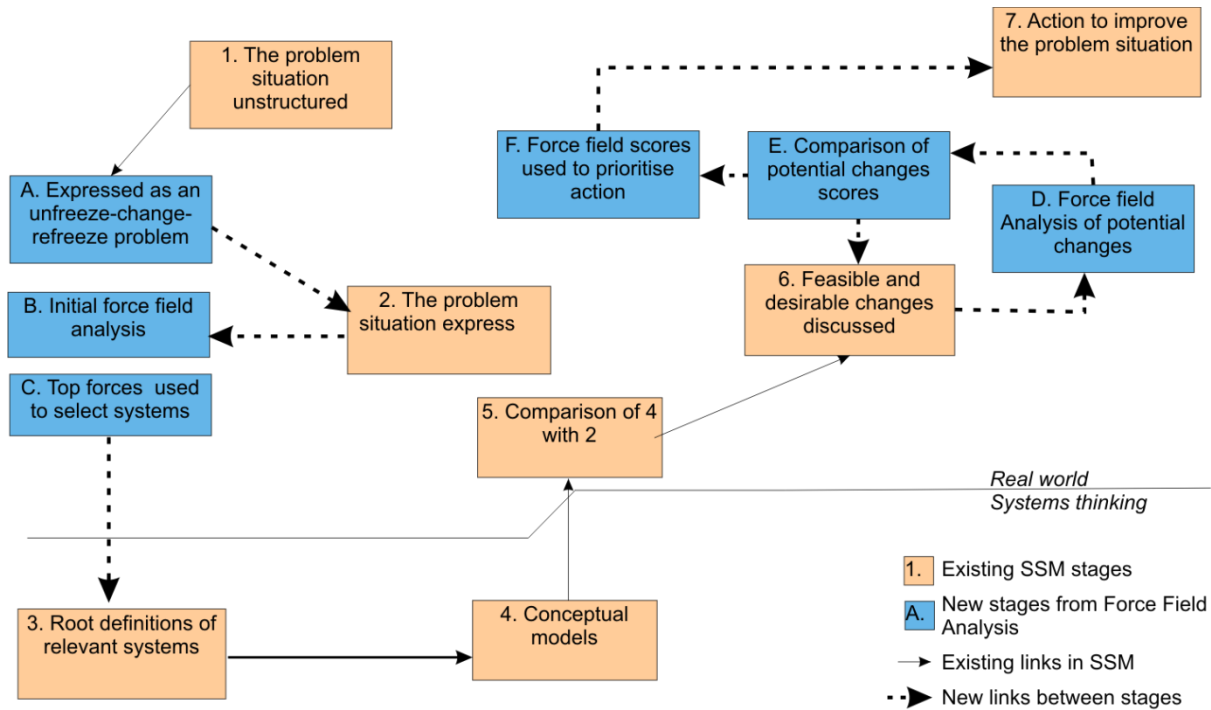 1. The problem
situation
unstructured
7. Action to improve
the problem situation
A. Expressed as an
unfreeze-change-
refreeze problem
F. Force field scores
used to prioritise
action
E. Comparison of
potential changes
scores
D. Force field
Analysis of potential
changes
B. Initial force field
analysis
2. The problem
situation express
6. Feasible and
desirable changes
discussed
C. Top forces used
to select systems
5. Comparison of 4
with 2
Real world
Systems thinking
3. Root definitions of
relevant systems
4. Conceptual
models
1. Existing SSM stages
A. New stages from Force Field
Analysis
Existing links in SSM
New links between stages